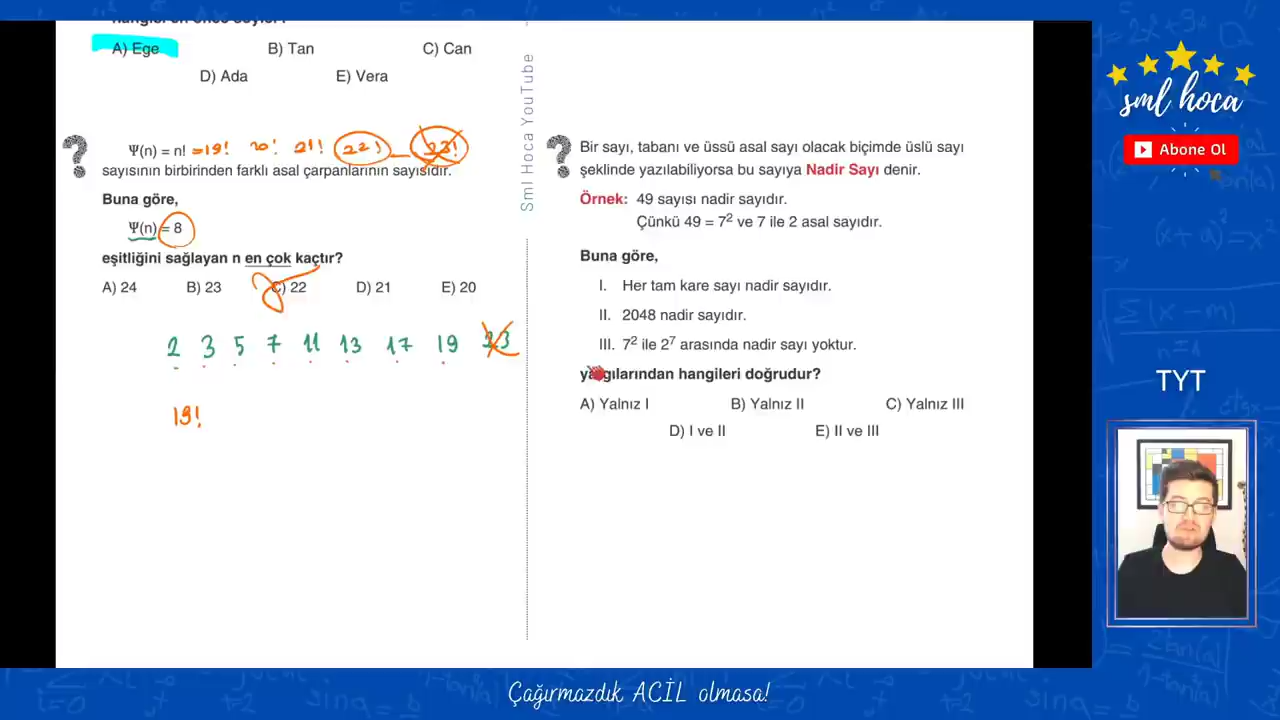 hangisi en önce sayılır?
A) Ege
B) Tan
C) Can
D) Ada
E) Vera
Ψ(n) = n! =19! 20! 21! 22! 23!
sayısının birbirinden farklı asal çarpanlarının sayısıdır.
Buna göre,
Ψ(n) = 8
eşitliğini sağlayan n en çok kaçtır?
A) 24
B) 23
C) 22
D) 21
E) 20
2 3 5 7 11 13 17 19 23
19!
Sml Hoca YouTube
Bir sayı, tabanı ve üssü asal sayı olacak biçimde üslü sayı
şeklinde yazılabiliyorsa bu sayıya Nadir Sayı denir.
Örnek: 49 sayısı nadir sayıdır.
Çünkü 49 = 7² ve 7 ile 2 asal sayıdır.
Buna göre,
I. Her tam kare sayı nadir sayıdır.
II. 2048 nadir sayıdır.
III. 7² ile 2⁷ arasında nadir sayı yoktur.
yargılarından hangileri doğrudur?
A) Yalnız I
B) Yalnız II
C) Yalnız III
D) I ve II
E) II ve III
sml hoca
Abone Ol
TYT
Çağırmazdık ACİL olmasa!